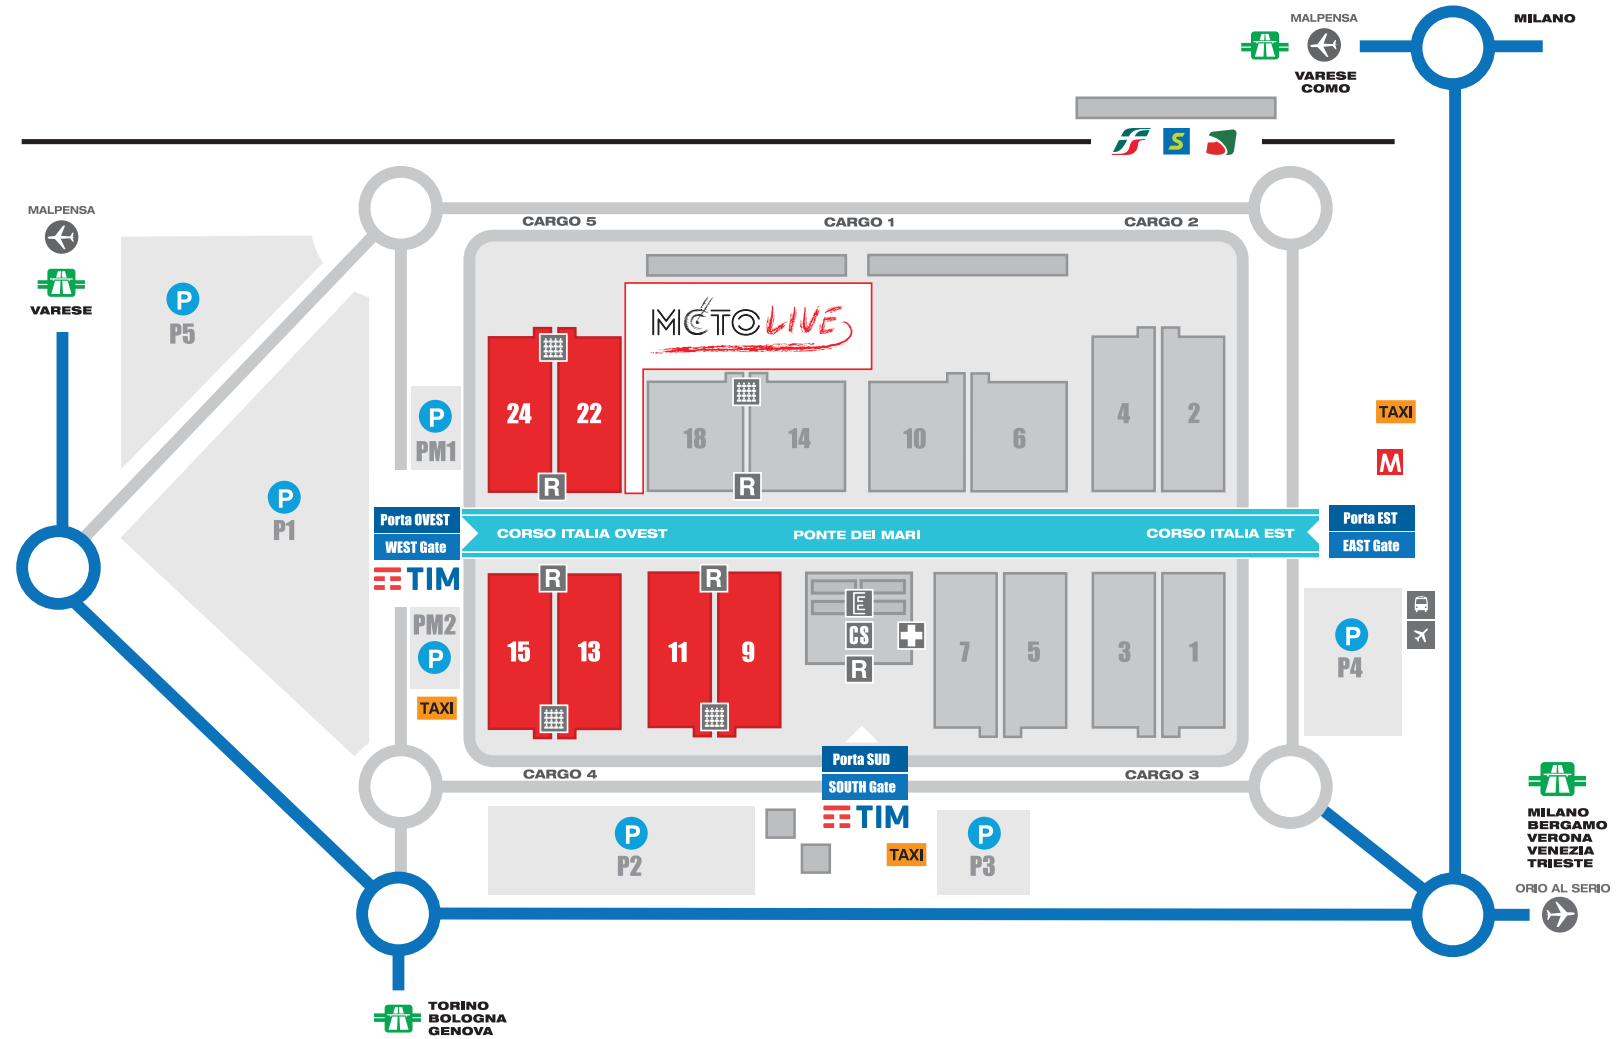 MALPENSA
MILANO
VARESE
COMO
S
MALPENSA
VARESE
CARGO 5
CARGO 1
CARGO 2
P
P5
MOTO LIVE
P
PM1
24
22
18
14
10
6
4
2
TAXI
M
R
R
P
P1
Porta OVEST
WEST Gate
TIM
CORSO ITALIA OVEST
PONTE DEI MARI
CORSO ITALIA EST
Porta EST
EAST Gate
R
R
PM2
P
TAXI
15
13
11
9
E
CS
R
7
5
3
1
P
P4
Porta SUD
SOUTH Gate
TIM
CARGO 4
CARGO 3
P
P2
TAXI
P
P3
MILANO
BERGAMO
VERONA
VENEZIA
TRIESTE
ORIO AL SERIO
TORINO
BOLOGNA
GENOVA